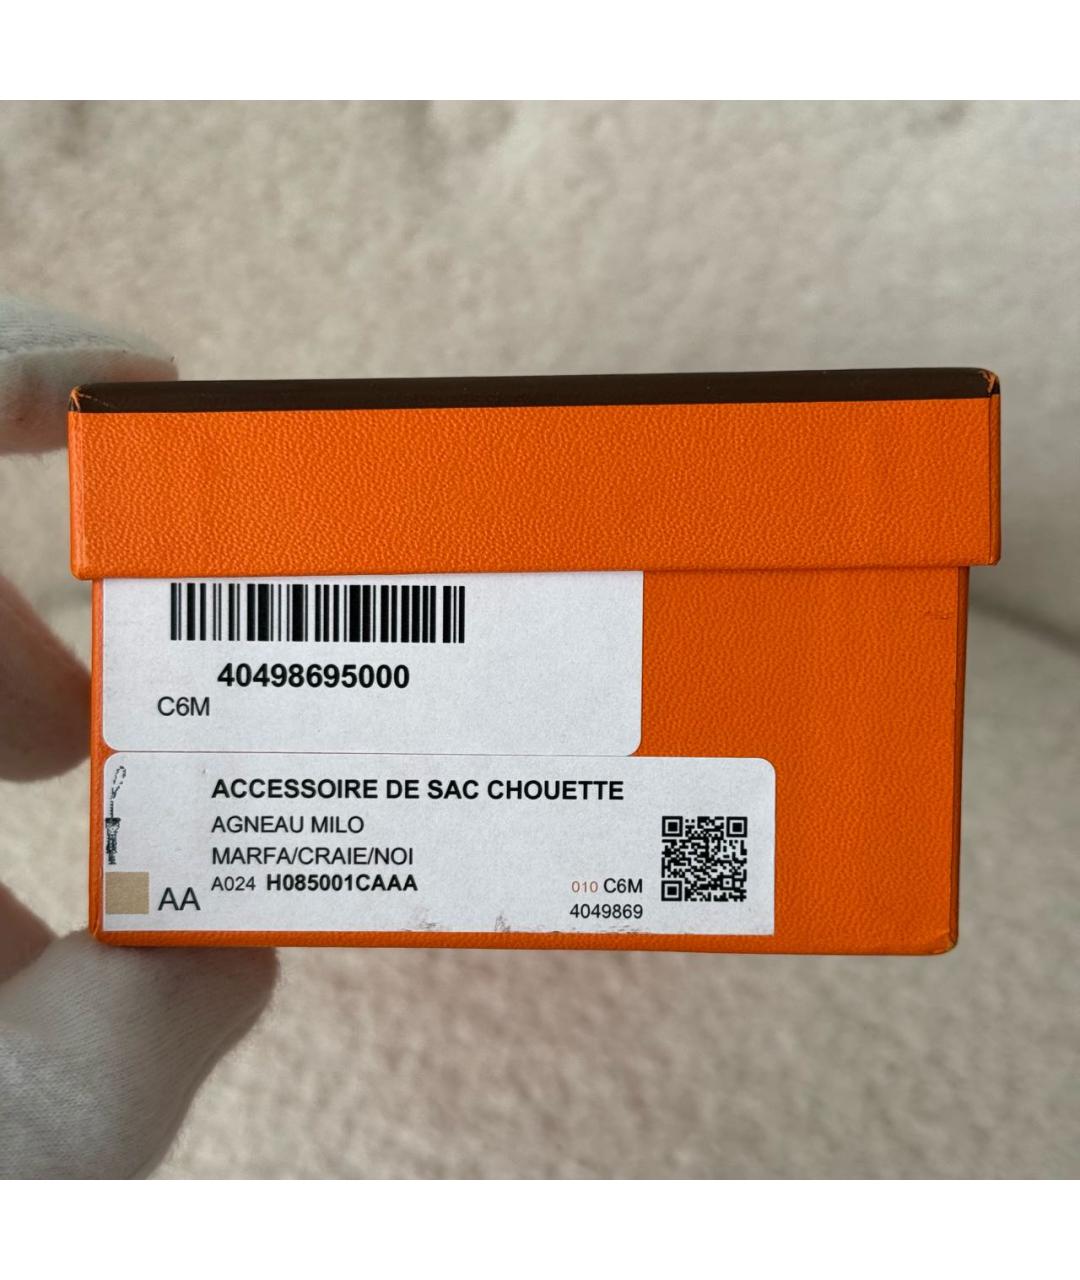 40498695000
C6M
ACCESSOIRE DE SAC CHOUETTE
AGNEAU MILO
MARFA/CRAIE/NOI
A024 H085001CAAA
AA
010 C6M
4049869